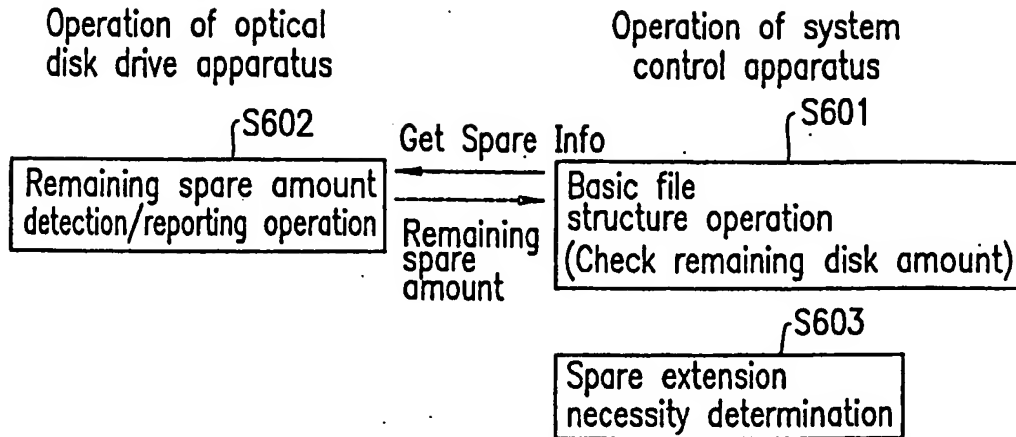 Operation of optical
disk drive apparatus
Operation of system
control apparatus
S602
S601
Get Spare Info
Remaining spare amount
detection/reporting operation
Remaining
spare
amount
Basic file
structure operation
(Check remaining disk amount)
S603
Spare extension
necessity determination